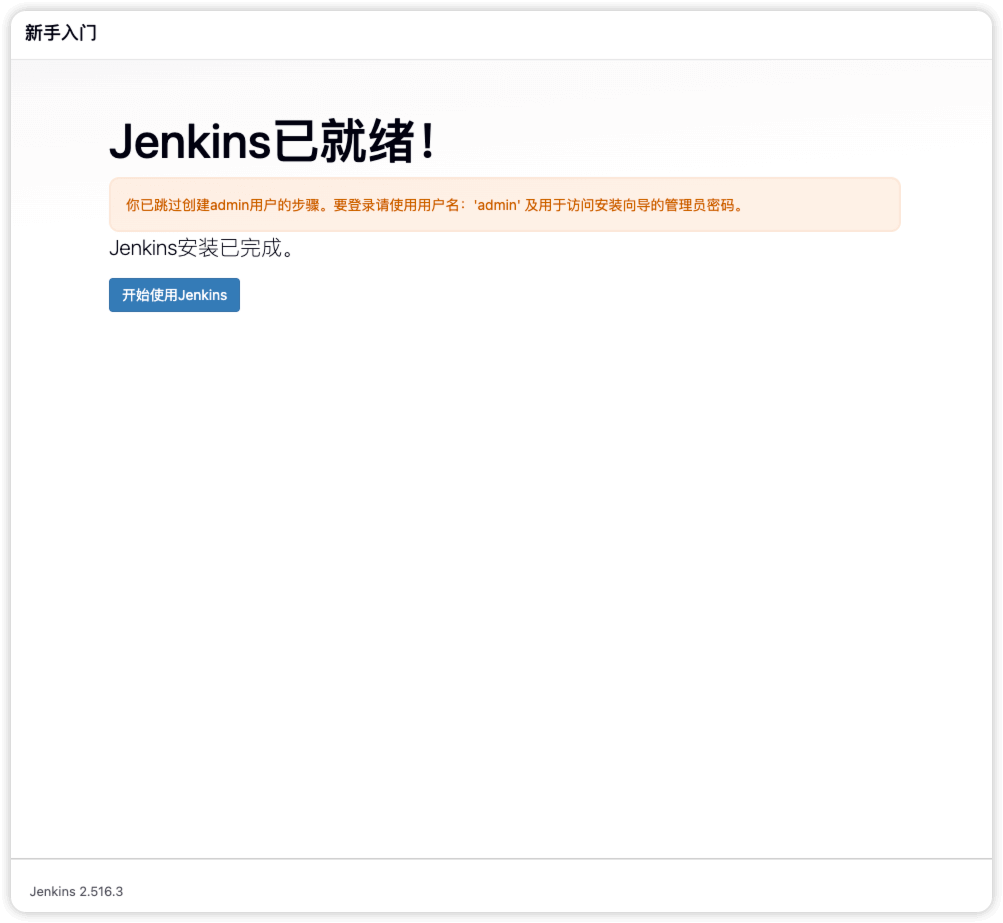 新手入门
Jenkins已就绪！
你已跳过创建admin用户的步骤。要登录请使用用户名：'admin' 及用于访问安装向导的管理员密码。
Jenkins安装已完成。
开始使用Jenkins
Jenkins 2.516.3